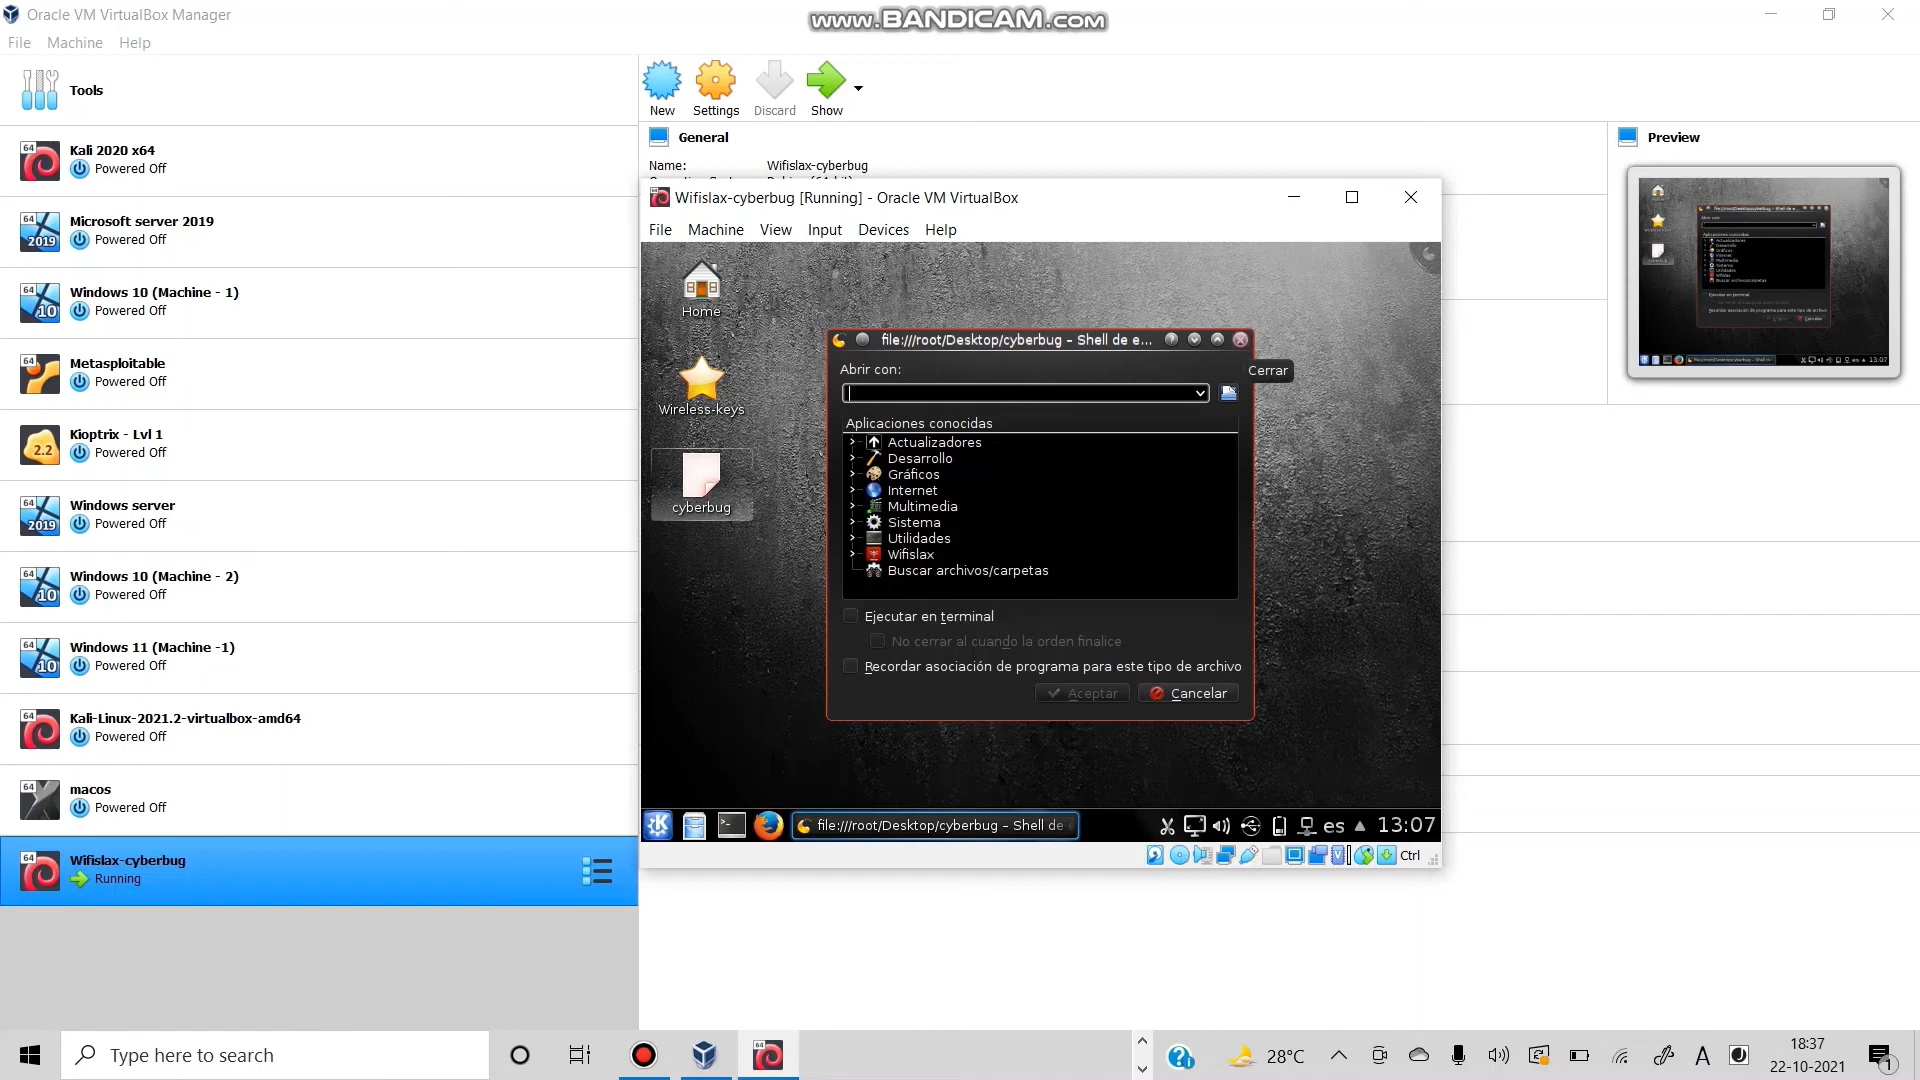 Oracle VM VirtualBox Manager
www.BANDICAM.com
File Machine Help
Tools
New Settings Discard Show
General
Preview
Name: Wifislax-cyberbug
Kali 2020 x64
Powered Off
Microsoft server 2019
Powered Off
Windows 10 (Machine - 1)
Powered Off
Metasploitable
Powered Off
Kioptrix - Lvl 1
Powered Off
Windows server
Powered Off
Windows 10 (Machine - 2)
Powered Off
Windows 11 (Machine -1)
Powered Off
Kali-Linux-2021.2-virtualbox-amd64
Powered Off
macos
Powered Off
Wifislax-cyberbug
Running
Wifislax-cyberbug [Running] - Oracle VM VirtualBox
File Machine View Input Devices Help
Home
Wireless-keys
cyberbug
file:///root/Desktop/cyberbug – Shell de e...
Abrir con:
Cerrar
Aplicaciones conocidas
Actualizadores
Desarrollo
Gráficos
Internet
Multimedia
Sistema
Utilidades
Wifislax
Buscar archivos/carpetas
Ejecutar en terminal
No cerrar al cuando la orden finalice
Recordar asociación de programa para este tipo de archivo
Aceptar Cancelar
file:///root/Desktop/cyberbug – Shell de e
es 13:07
Ctrl
Type here to search
28°C
18:37
22-10-2021
1